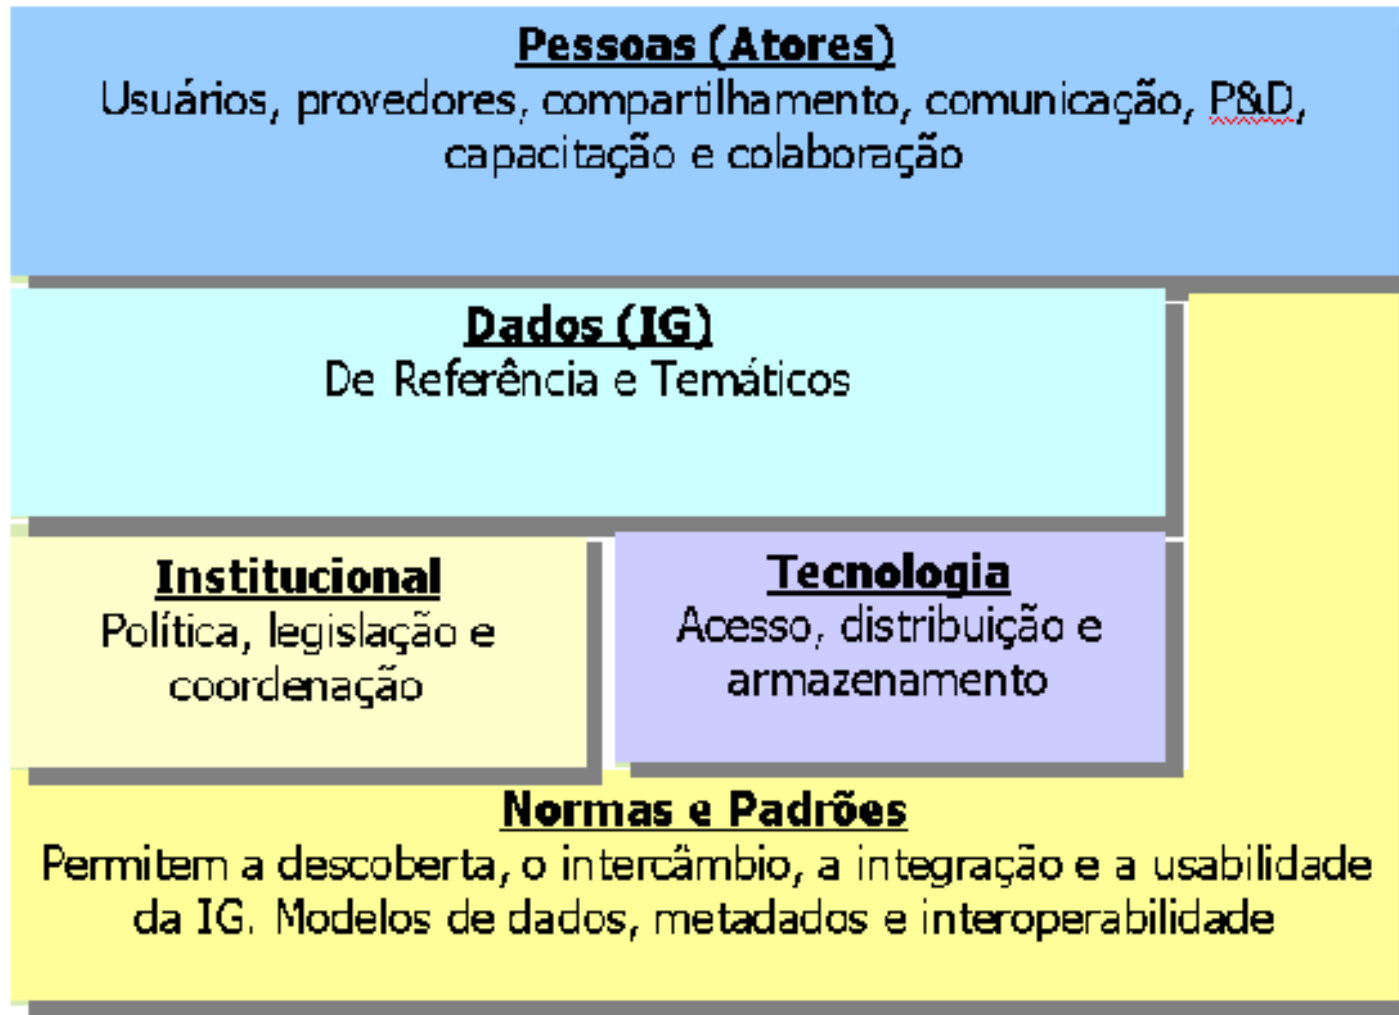 Pessoas (Atores)
Usuários, provedores, compartilhamento, comunicação, P&D,
capacitação e colaboração
Dados (IG)
De Referência e Temáticos
Institucional
Política, legislação e
coordenação
Tecnologia
Acesso, distribuição e
armazenamento
Normas e Padrões
Permitem a descoberta, o intercâmbio, a integração e a usabilidade
da IG. Modelos de dados, metadados e interoperabilidade